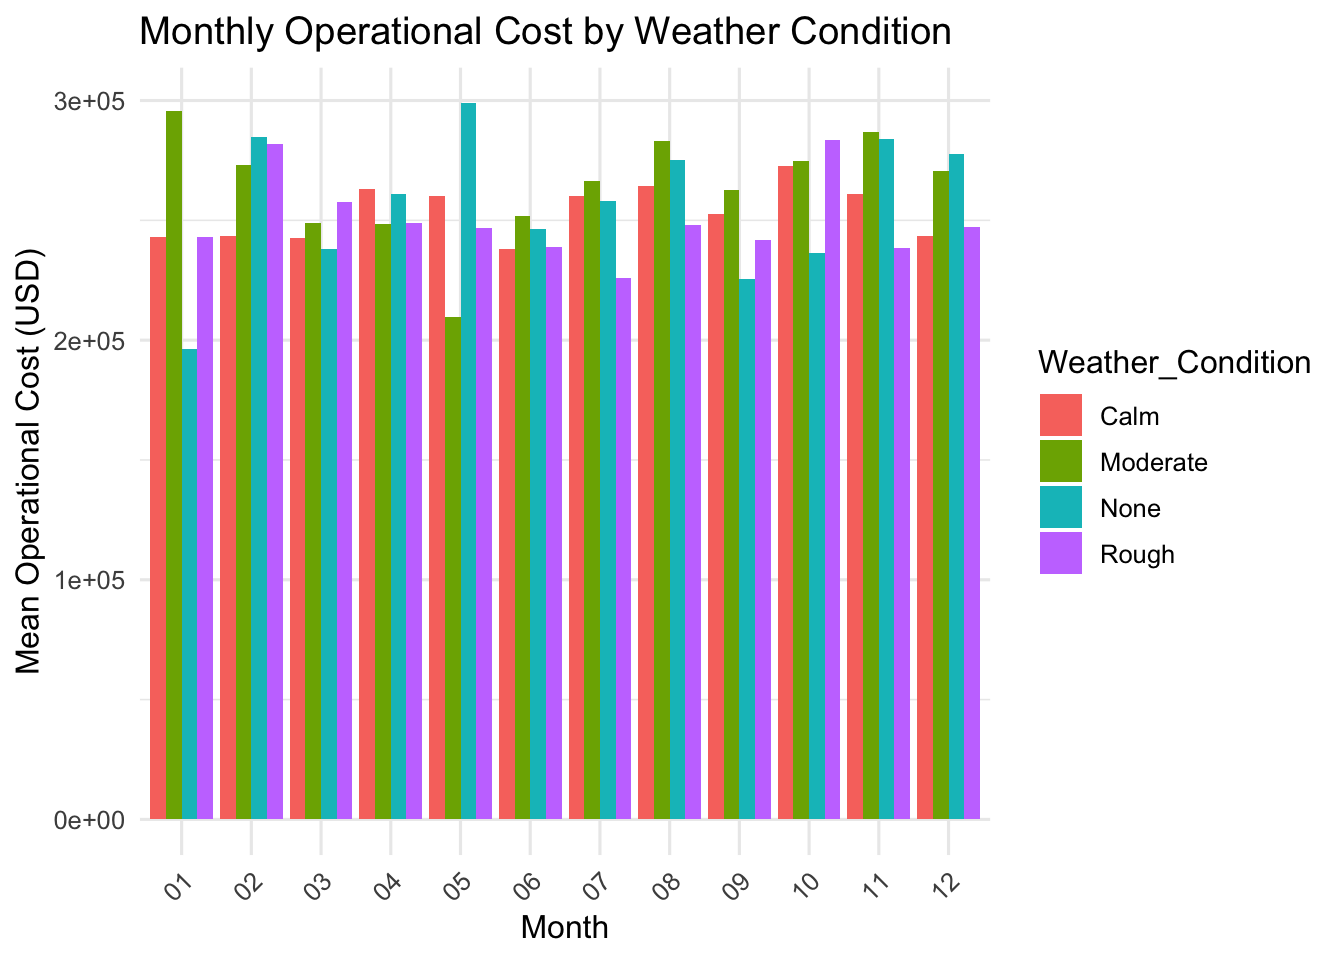 Monthly Operational Cost by Weather Condition
Mean Operational Cost (USD)
3e+05
2e+05
1e+05
0e+00
01 02 03 04 05 06 07 08 09 10 11 12
Month
Weather_Condition
Calm
Moderate
None
Rough